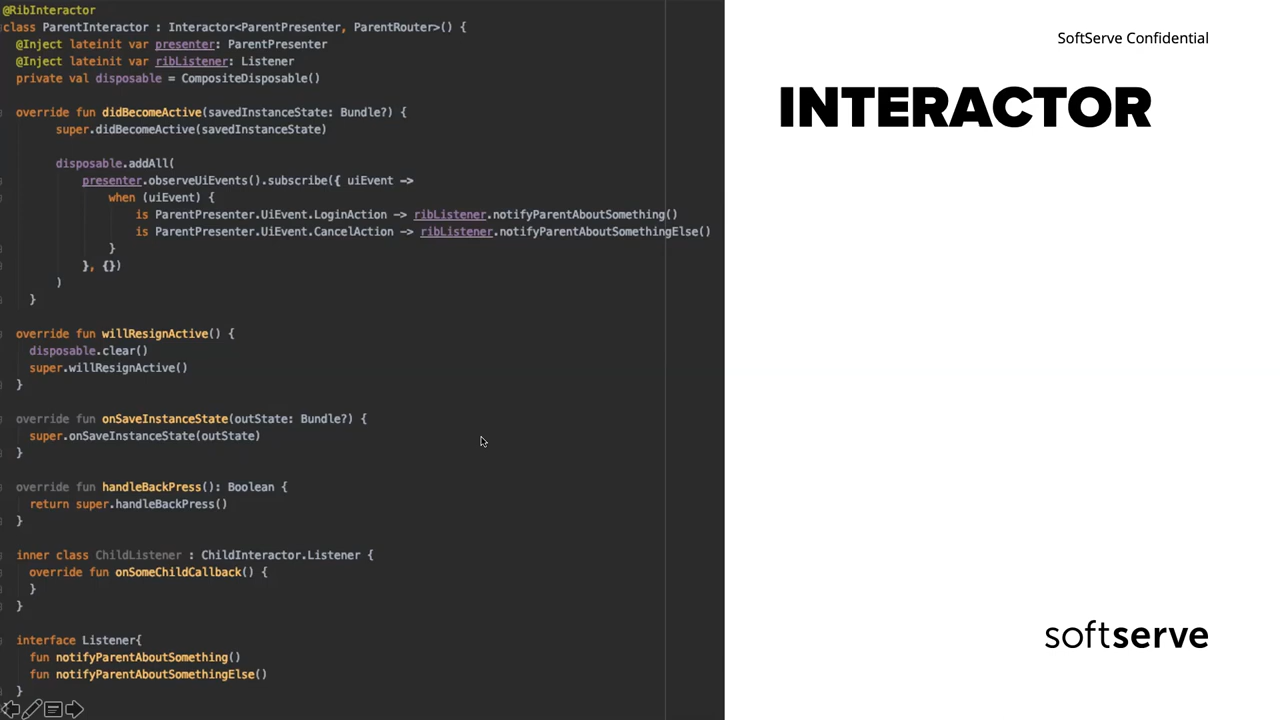 @RibInteractor
class ParentInteractor : Interactor<ParentPresenter, ParentRouter>() {
@Inject lateinit var presenter: ParentPresenter
@Inject lateinit var ribListener: Listener
private val disposable = CompositeDisposable()
override fun didBecomeActive(savedInstanceState: Bundle?) {
super.didBecomeActive(savedInstanceState)
disposable.addAll(
presenter.observeUiEvents().subscribe({ uiEvent ->
when (uiEvent) {
is ParentPresenter.UiEvent.LoginAction -> ribListener.notifyParentAboutSomething()
is ParentPresenter.UiEvent.CancelAction -> ribListener.notifyParentAboutSomethingElse()
}
}, {})
)
}
override fun willResignActive() {
disposable.clear()
super.willResignActive()
}
override fun onSaveInstanceState(outState: Bundle?) {
super.onSaveInstanceState(outState)
}
override fun handleBackPress(): Boolean {
return super.handleBackPress()
}
inner class ChildListener : ChildInteractor.Listener {
override fun onSomeChildCallback() {
}
}
interface Listener{
fun notifyParentAboutSomething()
fun notifyParentAboutSomethingElse()
}
SoftServe Confidential
INTERACTOR
softserve